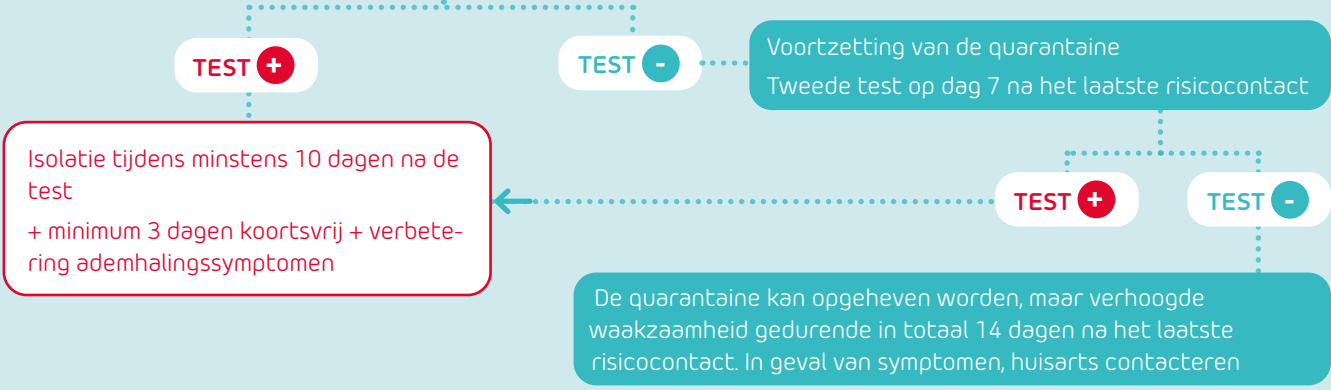 TEST +
TEST -
Voortzetting van de quarantaine
Tweede test op dag 7 na het laatste risicocontact
Isolatie tijdens minstens 10 dagen na de
test
+ minimum 3 dagen koortsvrij + verbete-
ring ademhalingssymptomen
TEST +
TEST -
De quarantaine kan opgeheven worden, maar verhoogde
waakzaamheid gedurende in totaal 14 dagen na het laatste
risicocontact. In geval van symptomen, huisarts contacteren